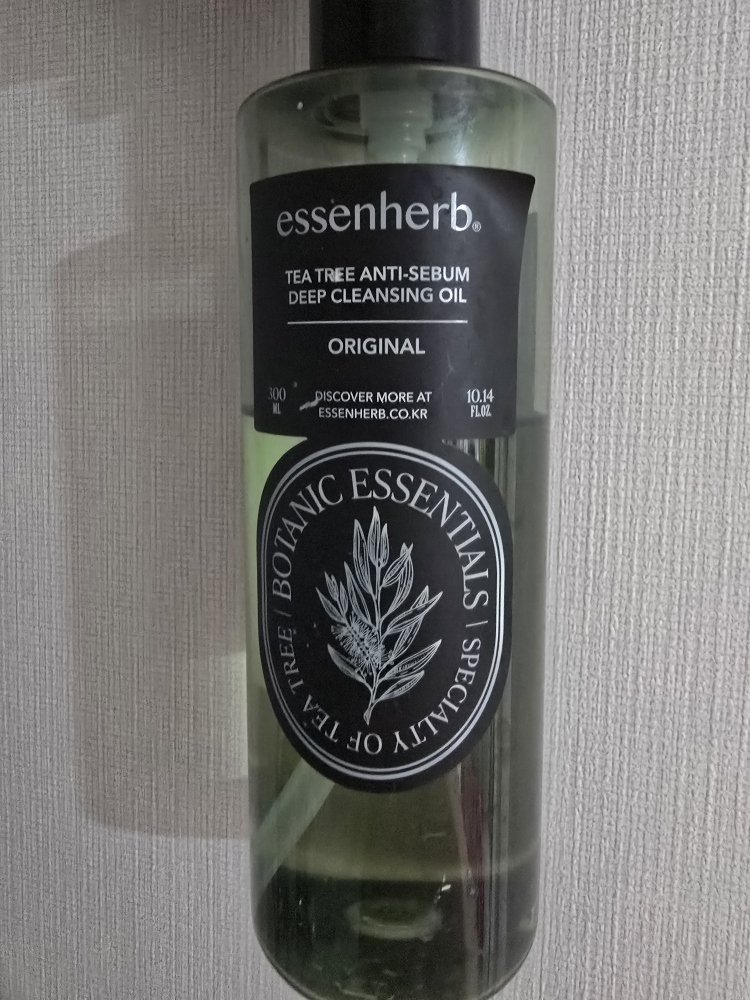 essenherb®
TEA TREE ANTI-SEBUM
DEEP CLEANSING OIL
ORIGINAL
300
ML
DISCOVER MORE AT
ESSENHERB.CO.KR
10.14
FL.OZ.
BOTANIC ESSENTIALS | SPECIALTY OF TEA TREE |